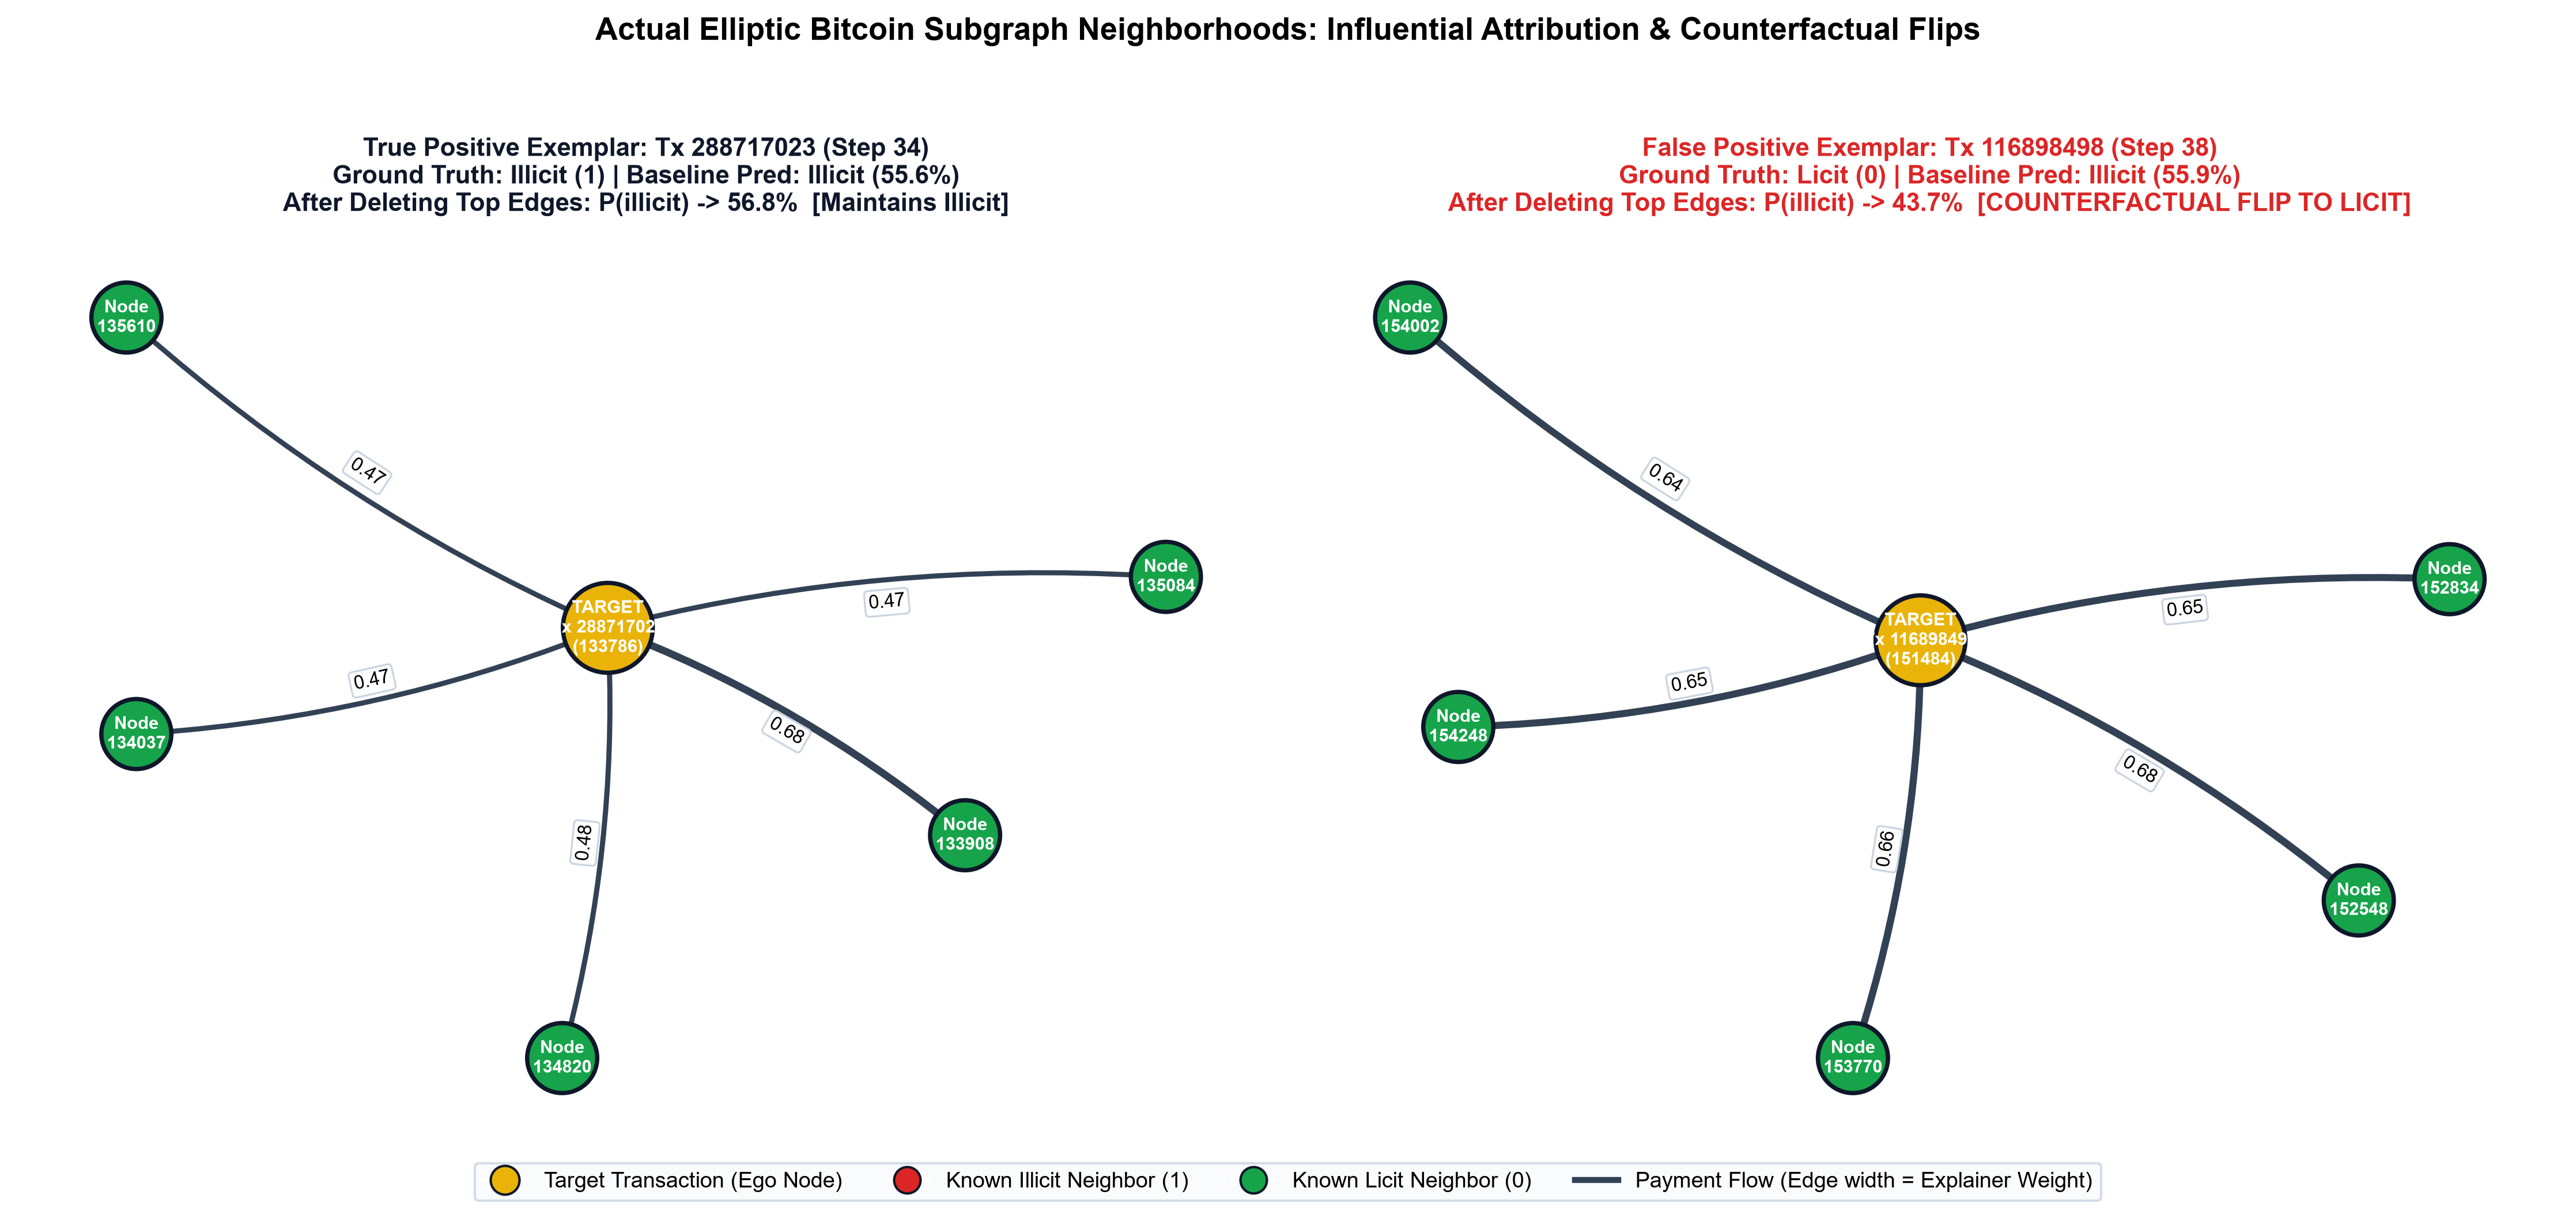 Actual Elliptic Bitcoin Subgraph Neighborhoods: Influential Attribution & Counterfactual Flips
True Positive Exemplar: Tx 288717023 (Step 34)
Ground Truth: Illicit (1) | Baseline Pred: Illicit (55.6%)
After Deleting Top Edges: P(illicit) -> 56.8% [Maintains Illicit]
Node
135610
0.47
Node
135084
0.47
TARGET
x 28871702
(133786)
0.47
Node
134037
0.68
Node
133908
0.48
Node
134820
False Positive Exemplar: Tx 116898498 (Step 38)
Ground Truth: Licit (0) | Baseline Pred: Illicit (55.9%)
After Deleting Top Edges: P(illicit) -> 43.7% [COUNTERFACTUAL FLIP TO LICIT]
Node
154002
0.64
Node
152834
0.65
TARGET
x 11689849
(151484)
0.65
Node
154248
0.68
Node
152548
0.66
Node
153770
Target Transaction (Ego Node)
Known Illicit Neighbor (1)
Known Licit Neighbor (0)
Payment Flow (Edge width = Explainer Weight)